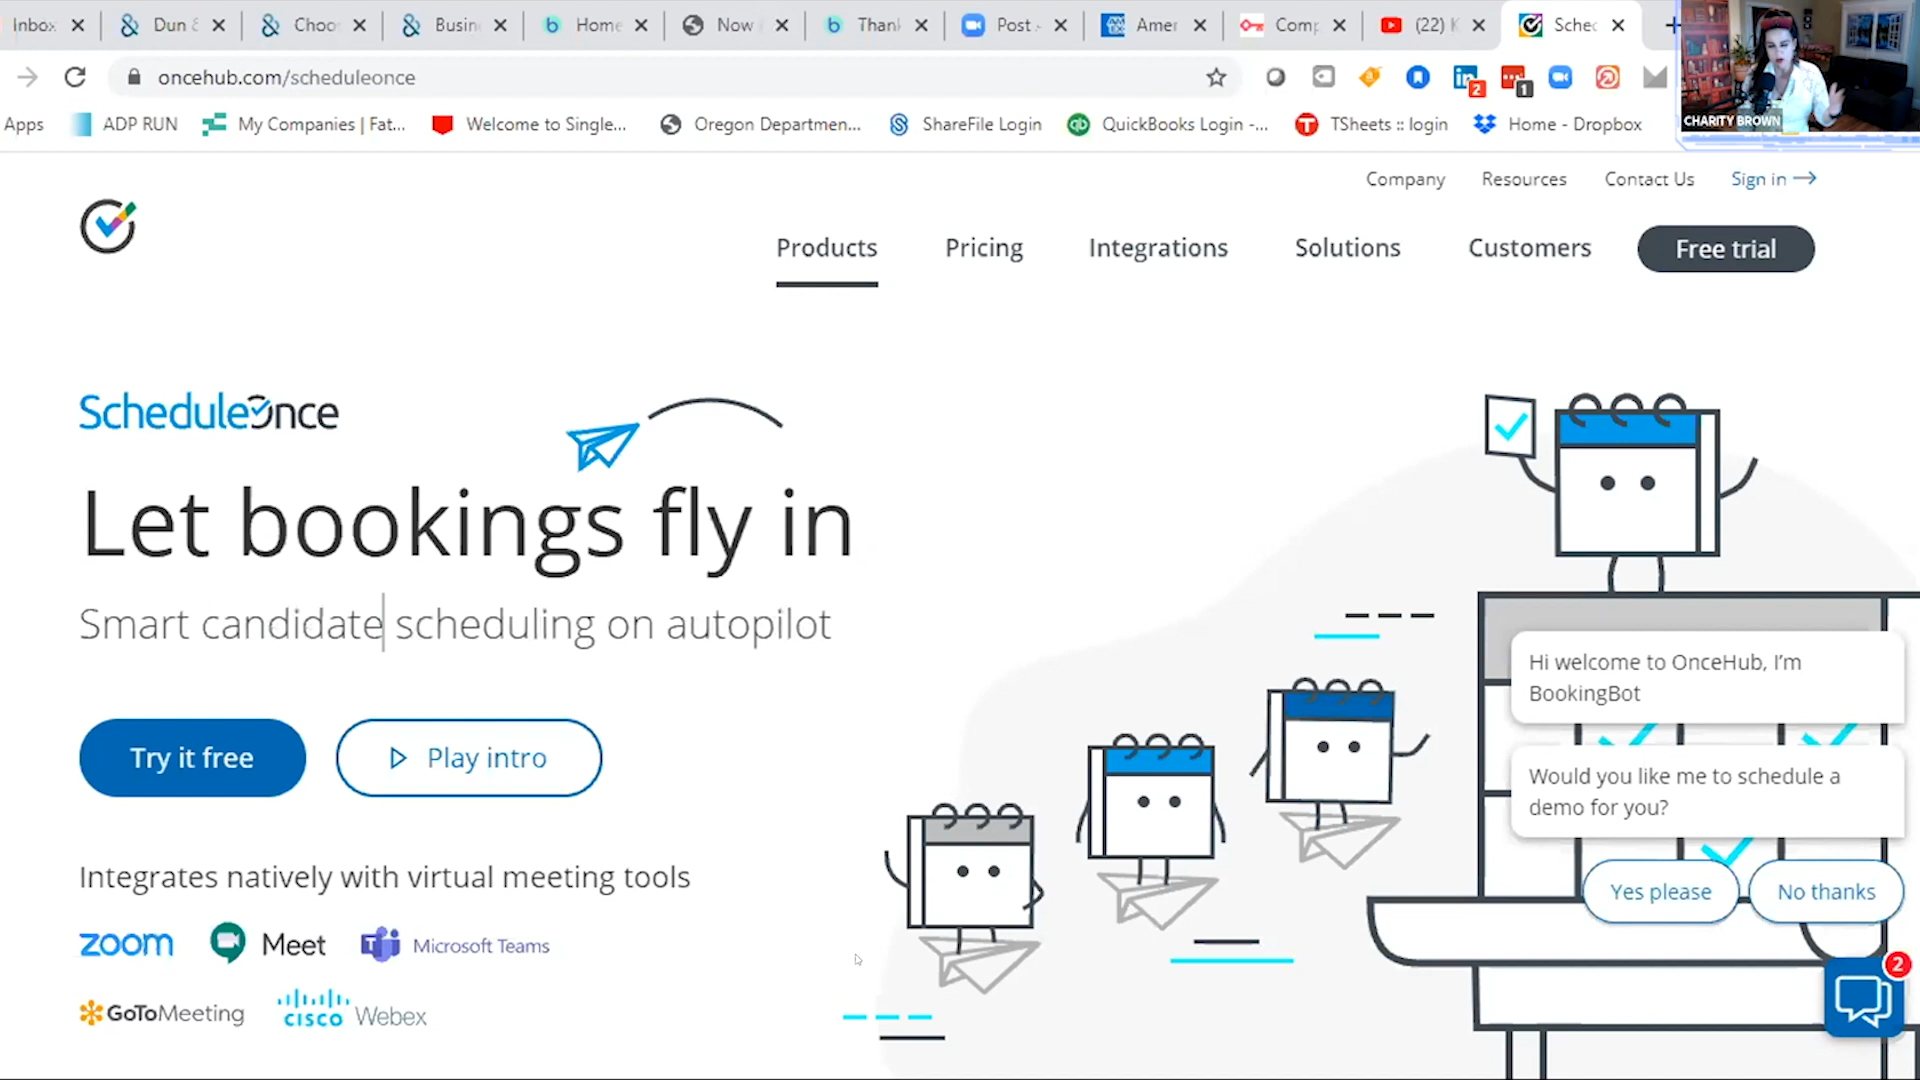 Inbox
Dun &
Choo
Busin
Home
Now
Thank
Post
Amer
Comp
(22) K
Sched
oncehub.com/scheduleonce
2
1
Apps
ADP RUN
My Companies | Fat...
Welcome to Single...
Oregon Departmen...
ShareFile Login
QuickBooks Login -...
TSheets :: login
Home - Dropbox
CHARITY BROWN
Company
Resources
Contact Us
Sign in
Products
Pricing
Integrations
Solutions
Customers
Free trial
ScheduleOnce
Let bookings fly in
Smart candidate scheduling on autopilot
Try it free
Play intro
Hi welcome to OnceHub, I’m
BookingBot
Would you like me to schedule a
demo for you?
Yes please
No thanks
Integrates natively with virtual meeting tools
zoom
Meet
Microsoft Teams
GoToMeeting
cisco Webex
2